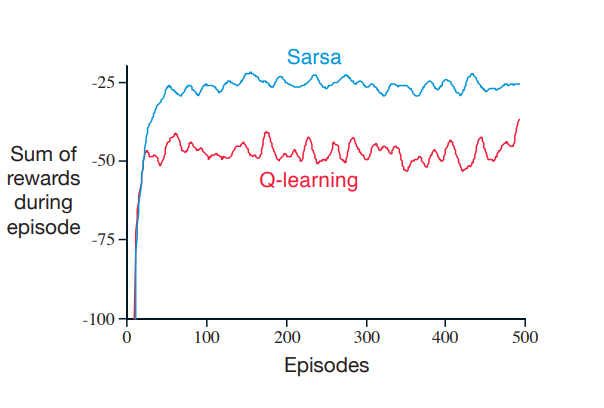 Sarsa
-25
Sum of
rewards
during
episode
-50
Q-learning
-75
-100
0 100 200 300 400 500
Episodes